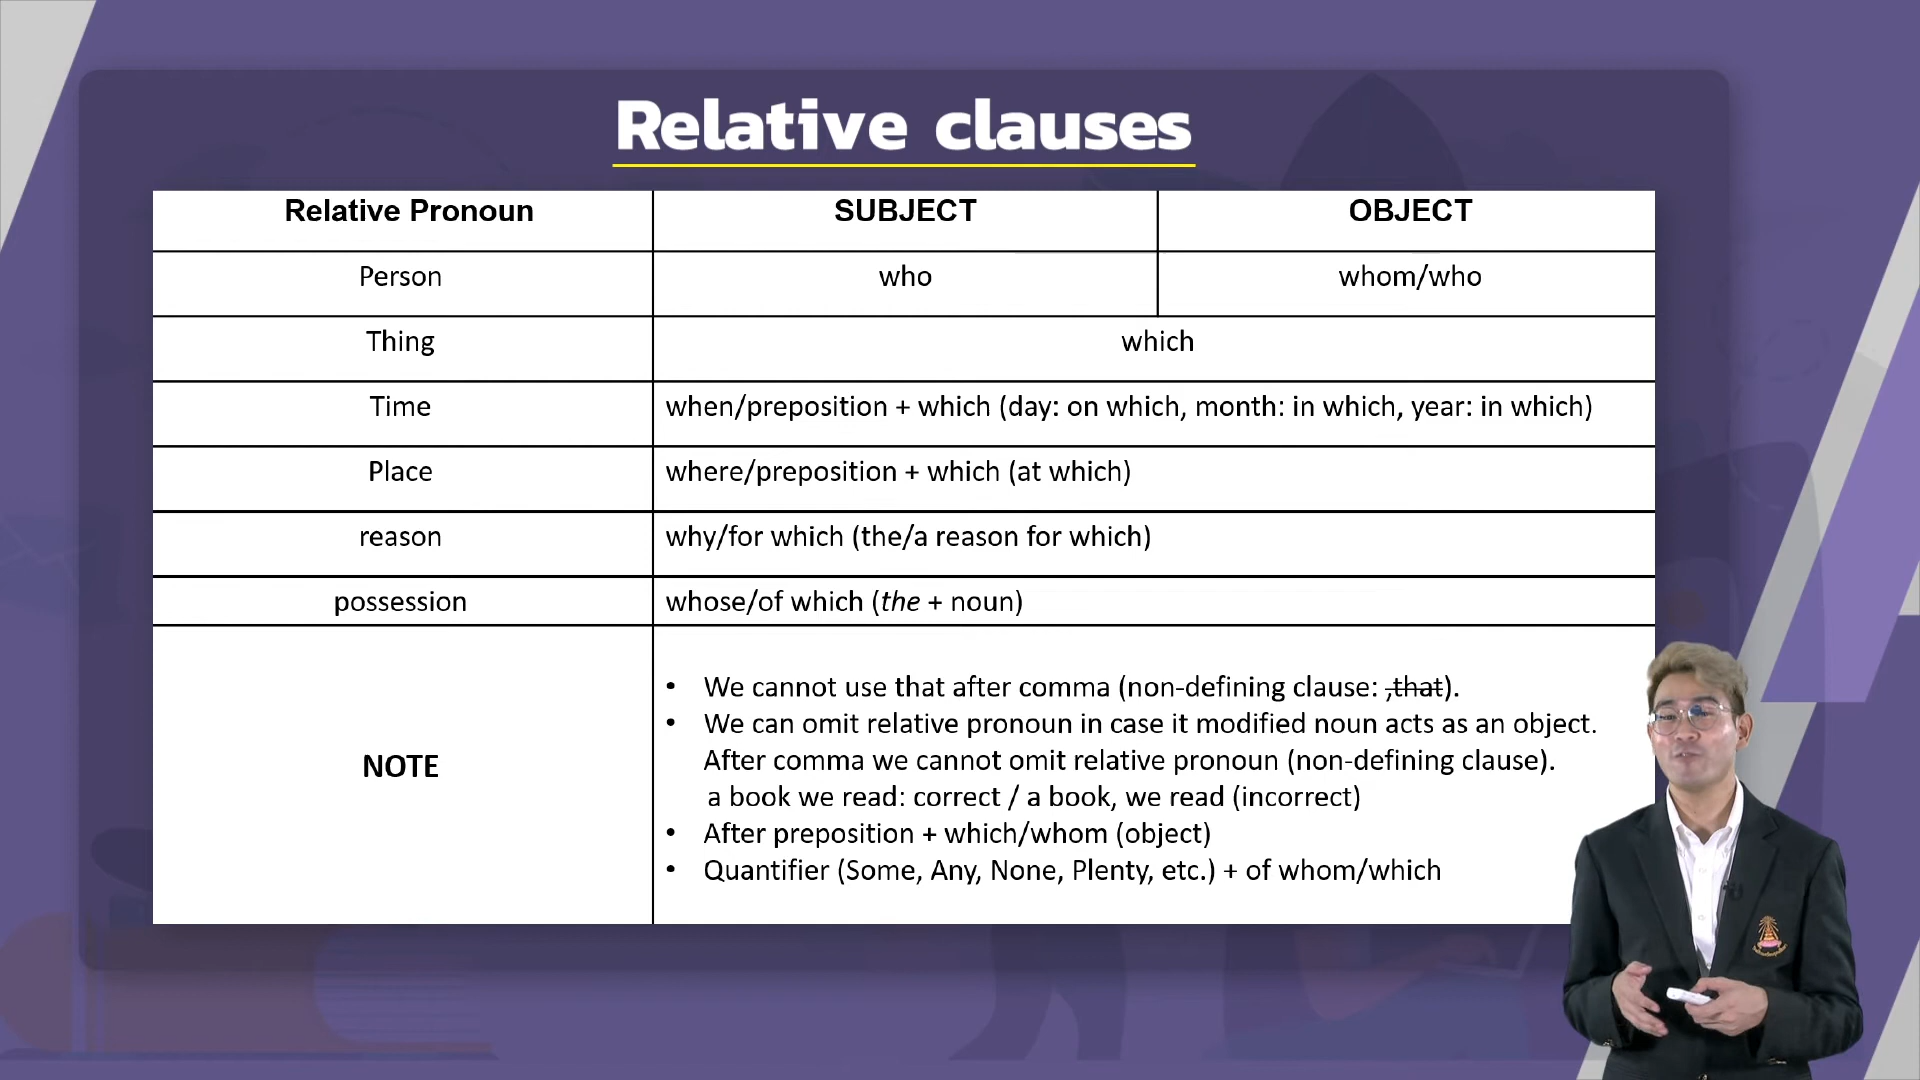 Relative clauses
Relative Pronoun SUBJECT OBJECT
Person who whom/who
Thing which
Time when/preposition + which (day: on which, month: in which, year: in which)
Place where/preposition + which (at which)
reason why/for which (the/a reason for which)
possession whose/of which (the + noun)
NOTE
• We cannot use that after comma (non-defining clause: ,that).
• We can omit relative pronoun in case it modified noun acts as an object.
After comma we cannot omit relative pronoun (non-defining clause).
a book we read: correct / a book, we read (incorrect)
• After preposition + which/whom (object)
• Quantifier (Some, Any, None, Plenty, etc.) + of whom/which